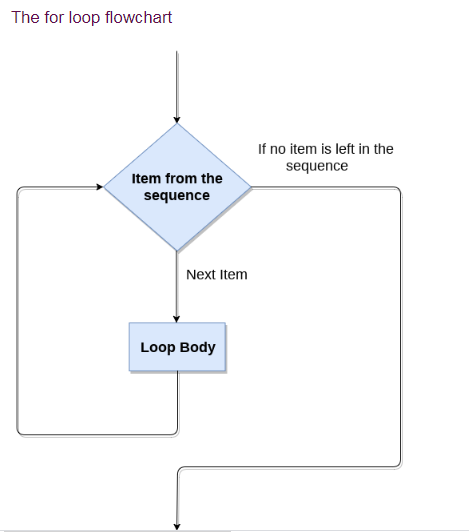 The for loop flowchart
If no item is left in the
sequence
Item from the
sequence
Next Item
Loop Body